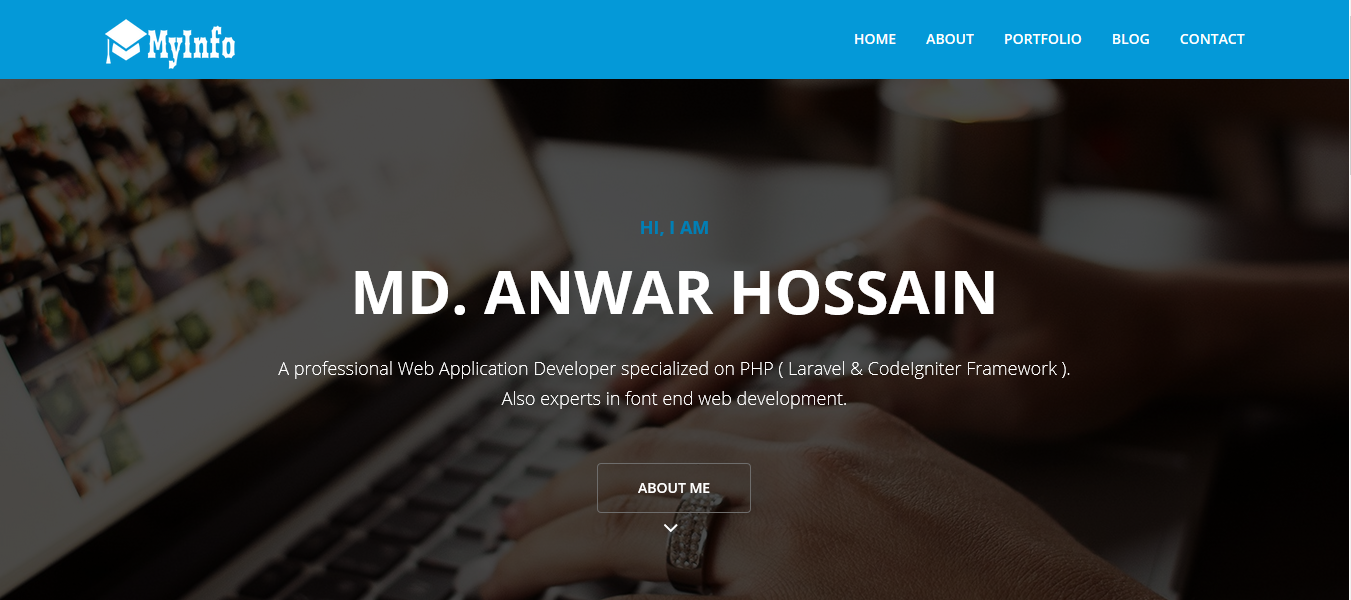 MyInfo
HOME ABOUT PORTFOLIO BLOG CONTACT
HI, I AM
MD. ANWAR HOSSAIN
A professional Web Application Developer specialized on PHP ( Laravel & CodeIgniter Framework ).
Also experts in font end web development.
ABOUT ME